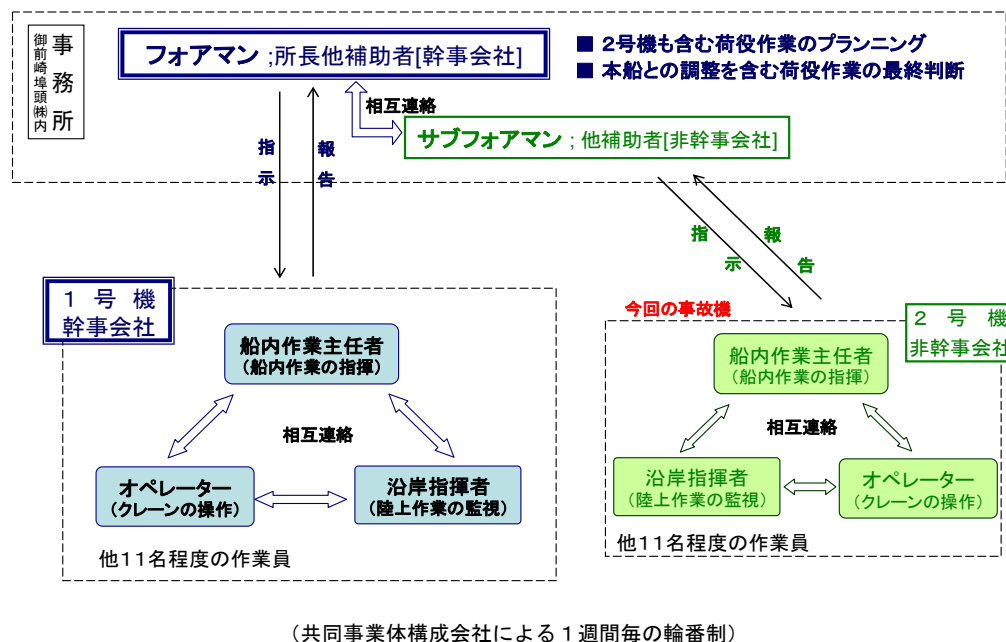 事務所
御前崎埠頭㈱内
フォアマン ;所長他補助者[幹事会社]
■ 2号機も含む荷役作業のプランニング
■ 本船との調整を含む荷役作業の最終判断
相互連絡
サブフォアマン ; 他補助者[非幹事会社]
指示
報告
指示
報告
1 号 機
幹事会社
船内作業主任者
(船内作業の指揮)
相互連絡
オペレーター
(クレーンの操作)
沿岸指揮者
(陸上作業の監視)
他11名程度の作業員
今回の事故機
2 号 機
非幹事会社
船内作業主任者
(船内作業の指揮)
相互連絡
沿岸指揮者
(陸上作業の監視)
オペレーター
(クレーンの操作)
他11名程度の作業員
(共同事業体構成会社による1週間毎の輪番制)